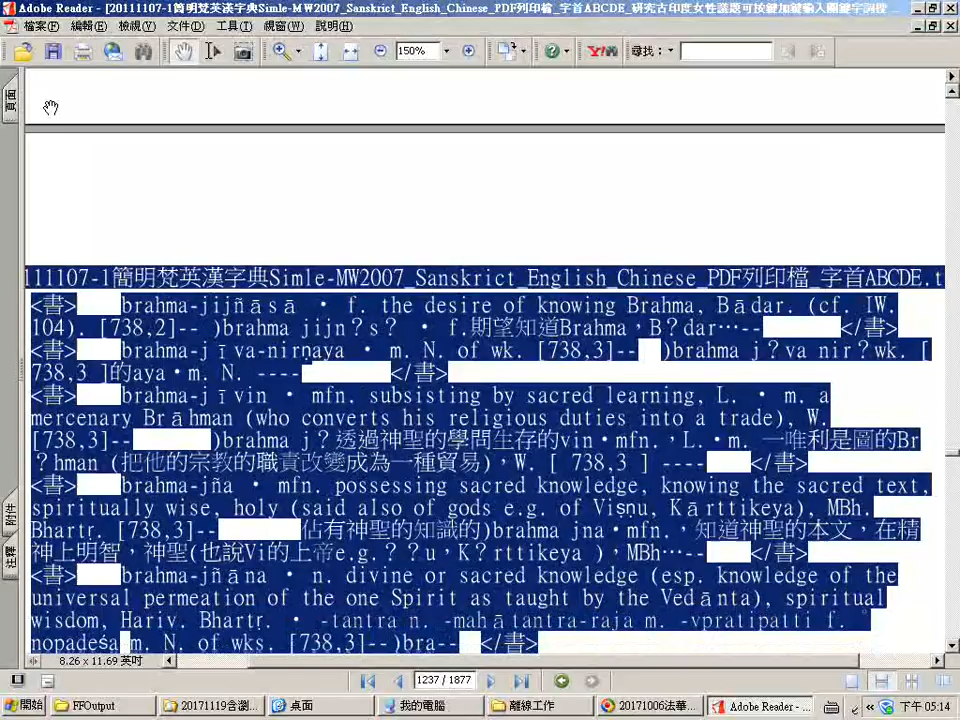 Adobe Reader - [20111107-1簡明梵英漢字典Simle-MW2007_Sanskrict_English_Chinese_PDF列印檔_字首ABCDE_研究古印度女性議題可按鍵加鍵輸入關鍵字詞搜
檔案(F) 編輯(E) 檢視(V) 文件(D) 工具(T) 視窗(W) 說明(H)
150% 尋找:
頁面
111107-1簡明梵英漢字典Simle-MW2007_Sanskrict_English_Chinese_PDF列印檔_字首ABCDE.t
<書> brahma-jijñāsā · f. the desire of knowing Brahma, Bādar. (cf. IW.
104). [738,2]-- )brahma jijn?s? · f.期望知道Brahma,B?dar…-- </書>
<書> brahma-jīva-nirṇaya · m. N. of wk. [738,3]-- )brahma j?va nir?wk. [
738,3 ]的aya·m. N. ---- </書>
<書> brahma-jīvin · mfn. subsisting by sacred learning, L. · m. a
mercenary Brāhman (who converts his religious duties into a trade), W.
[738,3]-- )brahma j?透過神聖的學問生存的vin·mfn.,L.·m. 一唯利是圖的Br
?hman (把他的宗教的職責改變成為一種貿易),W. [ 738,3 ] ---- </書>
<書> brahma-jña · mfn. possessing sacred knowledge, knowing the sacred text,
spiritually wise, holy (said also of gods e.g. of Viṣṇu, Kārttikeya), MBh.
Bhartṛ. [738,3]-- 佔有神聖的知識的)brahma jna·mfn. ,知道神聖的本文,在精
神上明智,神聖(也說Vi的上帝e.g.??u,K?rttikeya ),MBh…-- </書>
<書> brahma-jñāna · n. divine or sacred knowledge (esp. knowledge of the
universal permeation of the one Spirit as taught by the Vedānta), spiritual
wisdom, Hariv. Bhartṛ. · -tantra n. -mahātantra-raja m. -vpratipatti f. °
nopadeśa m. N. of wks. [738,3]--)bra-- </書>
附件
注釋
8.26 x 11.69 英吋
1237 / 1877
開始 FFOutput 20171119含瀏... 桌面 我的電腦 離線工作 20171006法華... Adobe Reader - ... 下午 05:14